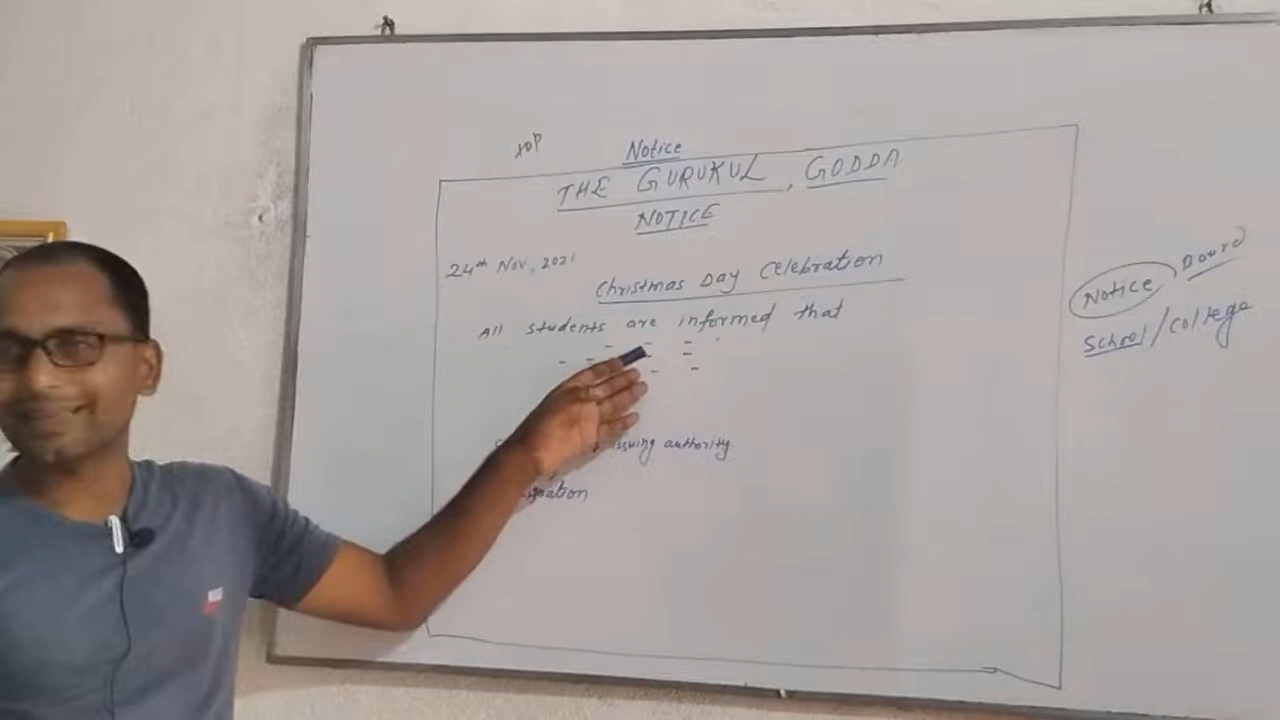 Top
Notice
THE GURUKUL, GODDA
NOTICE
24th Nov, 2021
Christmas Day Celebration
All students are informed that
issuing authority
Notice Board
School/College